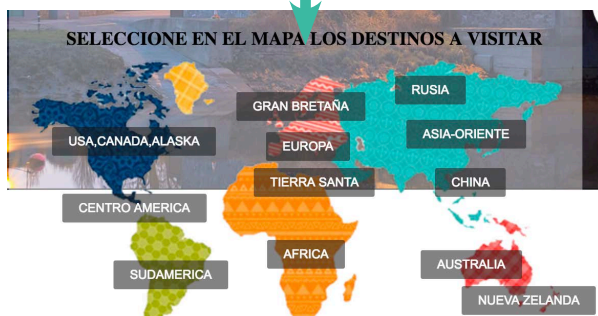 SELECCIONE EN EL MAPA LOS DESTINOS A VISITAR
RUSIA
GRAN BRETAÑA
USA,CANADA,ALASKA
ASIA-ORIENTE
EUROPA
TIERRA SANTA
CHINA
CENTRO AMERICA
AFRICA
AUSTRALIA
SUDAMERICA
NUEVA ZELANDA